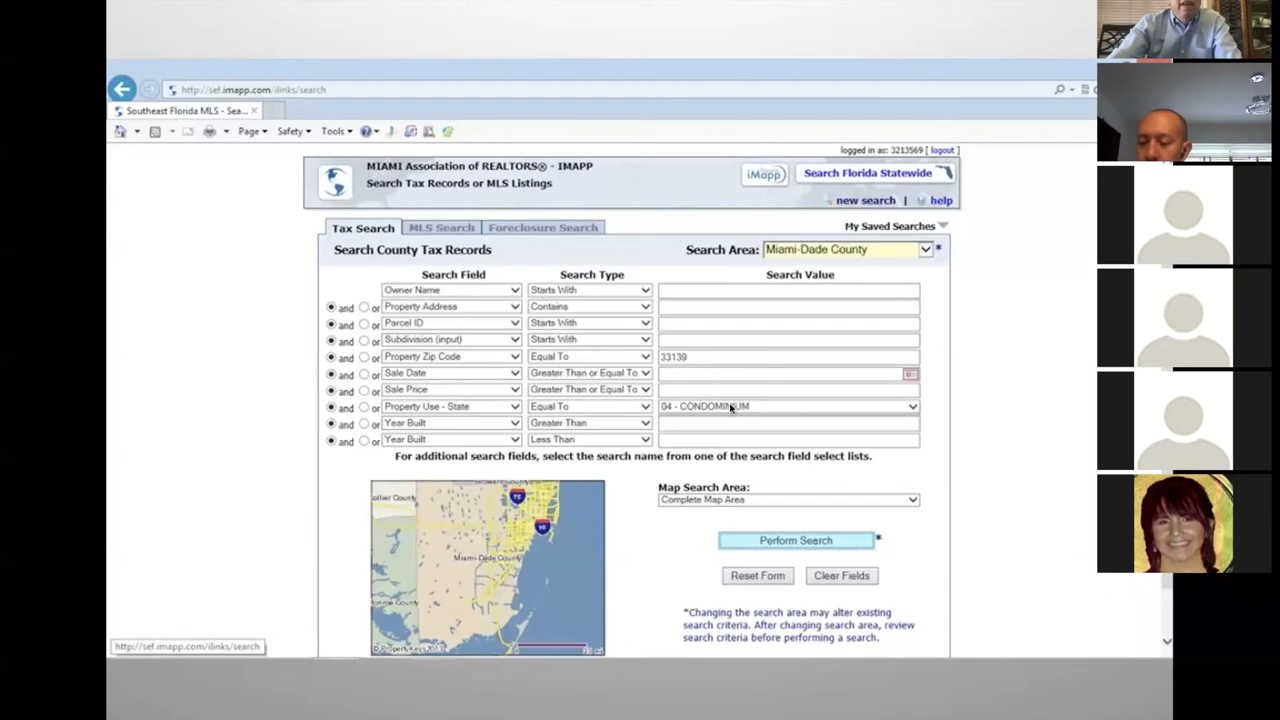 http://sef.imapp.com/ilinks/search
Southeast Florida MLS - Sea...
Page Safety Tools
logged in as: 3213569 [ logout ]
MIAMI Association of REALTORS® - IMAPP
Search Tax Records or MLS Listings
iMapp Search Florida Statewide
new search | help
Tax Search MLS Search Foreclosure Search My Saved Searches
Search County Tax Records Search Area: Miami-Dade County *
Search Field Search Type Search Value
Owner Name Starts With
and or Property Address Contains
and or Parcel ID Starts With
and or Subdivision (input) Starts With
and or Property Zip Code Equal To 33139
and or Sale Date Greater Than or Equal To
and or Sale Price Greater Than or Equal To
and or Property Use - State Equal To 04 - CONDOMINIUM
and or Year Built Greater Than
and or Year Built Less Than
For additional search fields, select the search name from one of the search field select lists.
Map Search Area:
Complete Map Area
Miami-Dade County
Perform Search *
Reset Form Clear Fields
*Changing the search area may alter existing
search criteria. After changing search area, review
search criteria before performing a search.
http://sef.imapp.com/ilinks/search